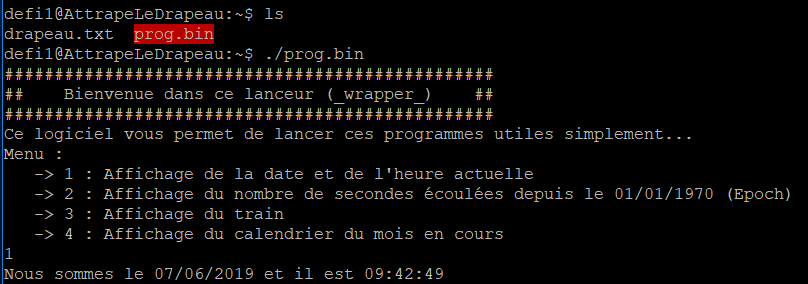 defi1@AttrapeLeDrapeau:~$ ls
drapeau.txt  prog.bin
defi1@AttrapeLeDrapeau:~$ ./prog.bin
#################################################
##    Bienvenue dans ce lanceur (_wrapper_)    ##
#################################################
Ce logiciel vous permet de lancer ces programmes utiles simplement...
Menu :
   -> 1 : Affichage de la date et de l'heure actuelle
   -> 2 : Affichage du nombre de secondes écoulées depuis le 01/01/1970 (Epoch)
   -> 3 : Affichage du train
   -> 4 : Affichage du calendrier du mois en cours
1
Nous sommes le 07/06/2019 et il est 09:42:49